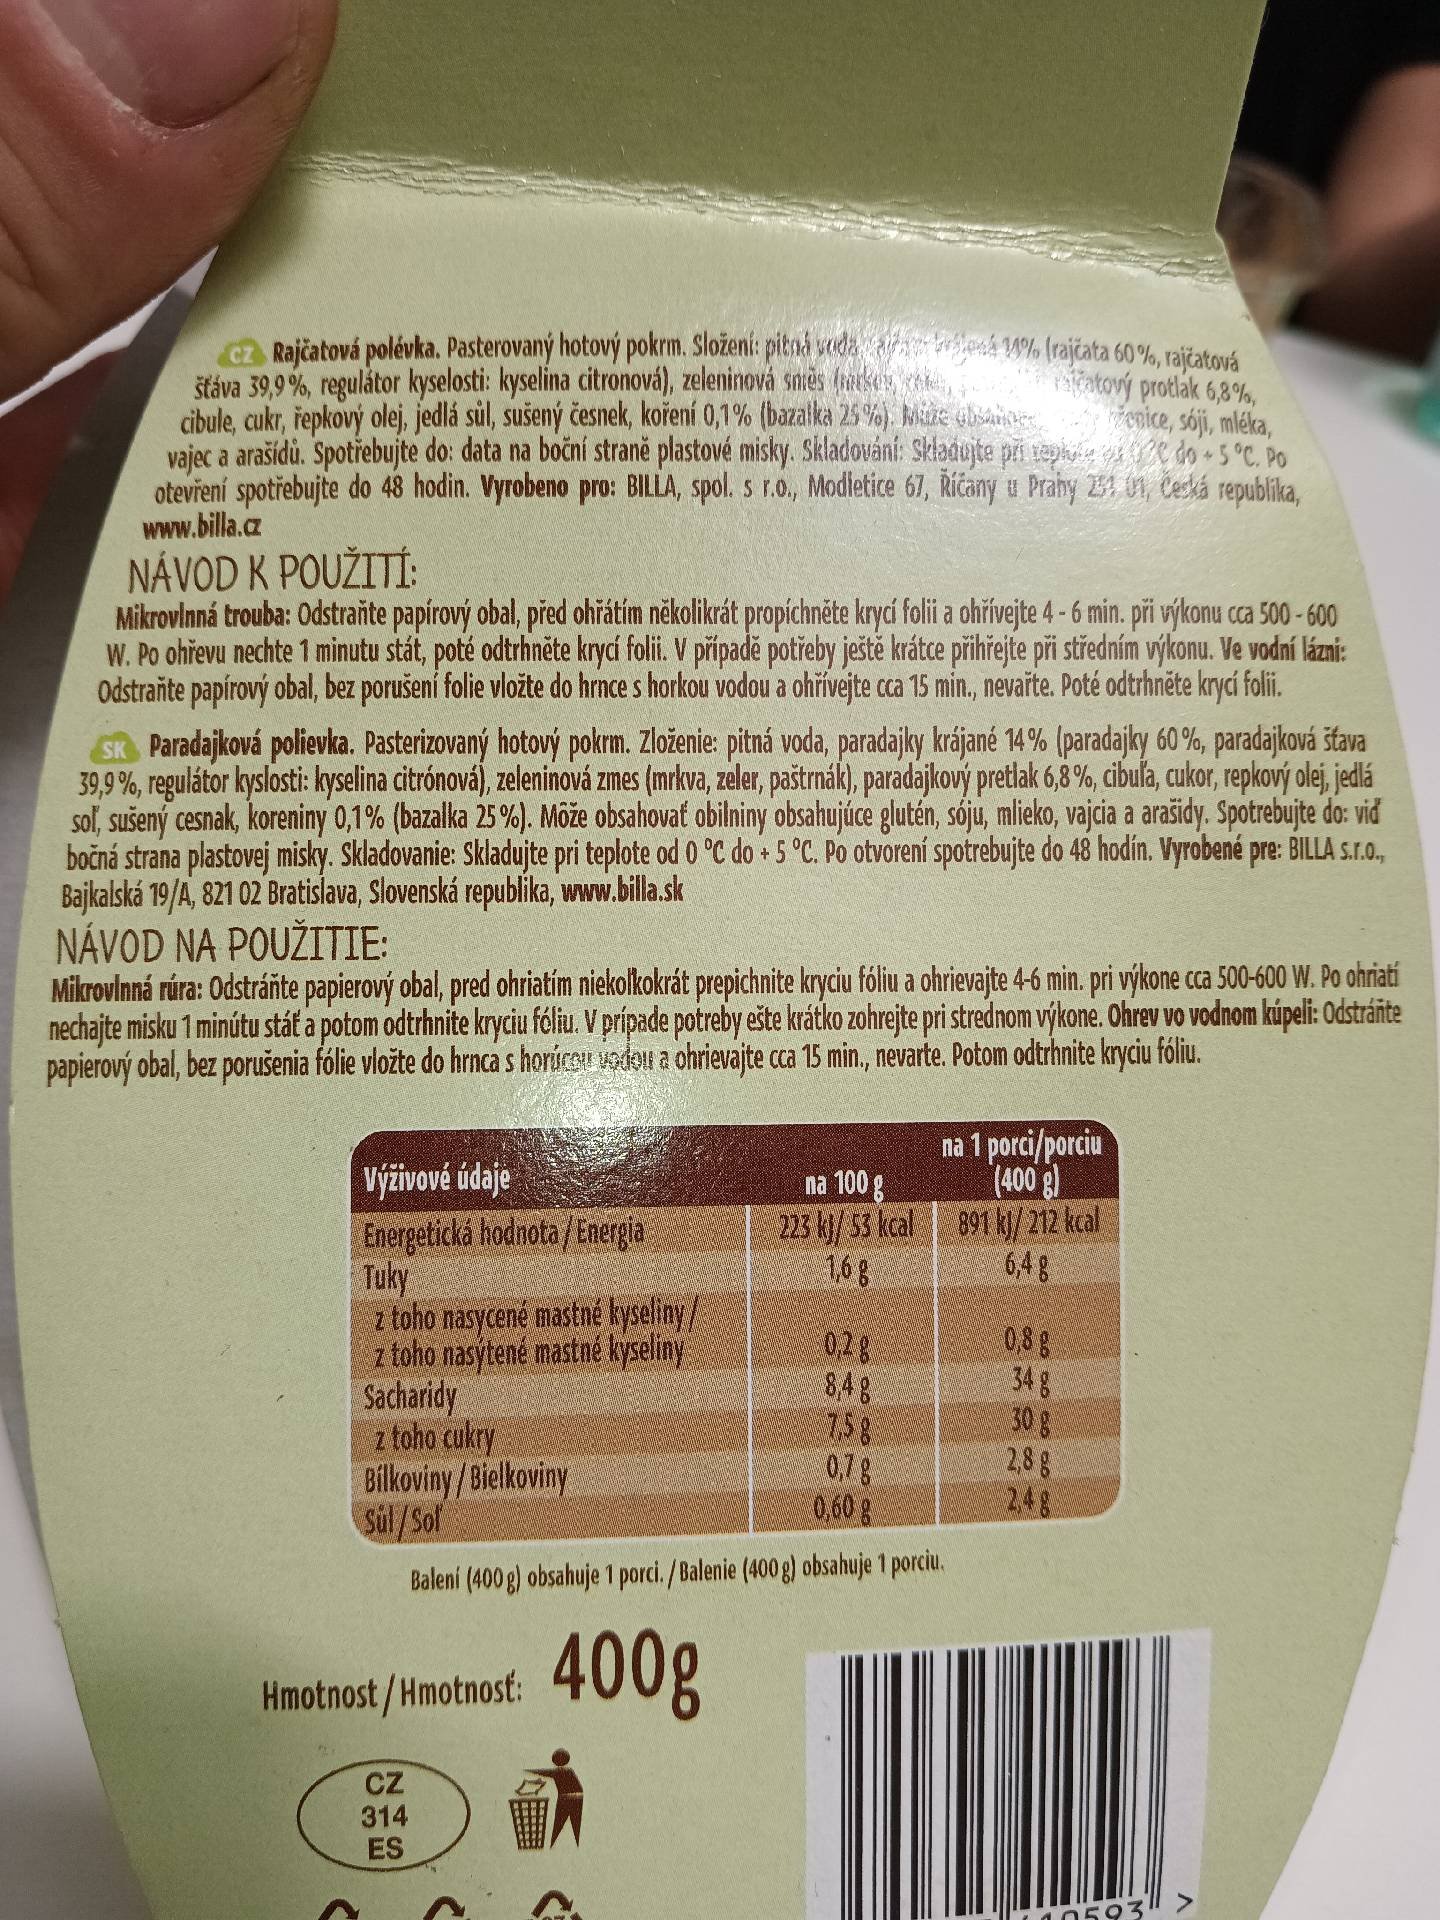 CZ Rajčatová polévka. Pasterovaný hotový pokrm. Složení: pitná voda, krájená 14% (rajčata 60%, rajčatová
šťáva 39,9%, regulátor kyselosti: kyselina citronová), zeleninová směs (mrkev, rajčatový protlak 6,8%,
cibule, cukr, řepkový olej, jedlá sůl, sušený česnek, koření 0,1% (bazalka 25%). Může sóji, mléka,
vajec a arašídů. Spotřebujte do: data na boční straně plastové misky. Skladování: Skladujte při °C do +5 °C. Po
otevření spotřebujte do 48 hodin. Vyrobeno pro: BILLA, spol. s r.o., Modletice 67, Říčany u Prahy 251 01, Česká republika,
www.billa.cz
NÁVOD K POUŽITÍ:
Mikrovlnná trouba: Odstraňte papírový obal, před ohřátím několikrát propíchněte krycí folii a ohřívejte 4 - 6 min. při výkonu cca 500 - 600
W. Po ohřevu nechte 1 minutu stát, poté odtrhněte krycí folii. V případě potřeby ještě krátce přihřejte při středním výkonu. Ve vodní lázni:
Odstraňte papírový obal, bez porušení folie vložte do hrnce s horkou vodou a ohřívejte cca 15 min., nevařte. Poté odtrhněte krycí folii.
SK Paradajková polievka. Pasterizovaný hotový pokrm. Zloženie: pitná voda, paradajky krájané 14% (paradajky 60%, paradajková šťava
39,9%, regulátor kyslosti: kyselina citrónová), zeleninová zmes (mrkva, zeler, paštrnák), paradajkový pretlak 6,8%, cibuľa, cukor, repkový olej, jedlá
soľ, sušený cesnak, koreniny 0,1% (bazalka 25%). Môže obsahovať obilniny obsahujúce glutén, sóju, mlieko, vajcia a arašidy. Spotrebujte do: viď
bočná strana plastovej misky. Skladovanie: Skladujte pri teplote od 0 °C do + 5 °C. Po otvorení spotrebujte do 48 hodín. Vyrobené pre: BILLA s.r.o.,
Bajkalská 19/A, 821 02 Bratislava, Slovenská republika, www.billa.sk
NÁVOD NA POUŽITIE:
Mikrovlnná rúra: Odstráňte papierový obal, pred ohriatím niekoľkokrát prepichnite kryciu fóliu a ohrievajte 4-6 min. pri výkone cca 500-600 W. Po ohriatí
nechajte misku 1 minútu stáť a potom odtrhnite kryciu fóliu. V prípade potreby ešte krátko zohrejte pri strednom výkone. Ohrev vo vodnom kúpeli: Odstráňte
papierový obal, bez porušenia fólie vložte do hrnca s horúcou vodou a ohrievajte cca 15 min., nevarte. Potom odtrhnite kryciu fóliu.
Výživové údaje na 100 g na 1 porci/porciu (400 g)
Energetická hodnota / Energia 223 kJ/ 53 kcal 891 kJ/ 212 kcal
Tuky 1,6 g 6,4 g
z toho nasycené mastné kyseliny /
z toho nasýtené mastné kyseliny 0,2 g 0,8 g
Sacharidy 8,4 g 34 g
z toho cukry 7,5 g 30 g
Bílkoviny / Bielkoviny 0,7 g 2,8 g
Sůl / Soľ 0,60 g 2,4 g
Balení (400 g) obsahuje 1 porci. / Balenie (400 g) obsahuje 1 porciu.
Hmotnost / Hmotnosť: 400g
CZ
314
ES
10593 >